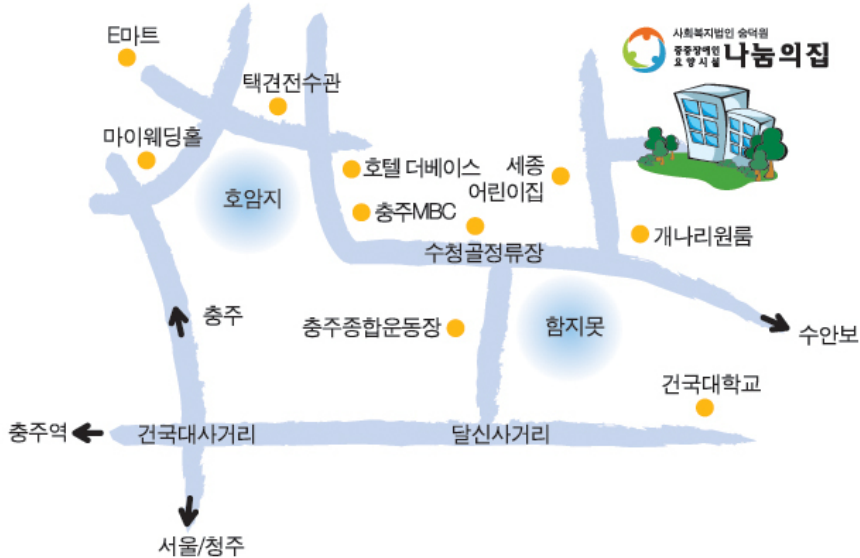 E마트
사회복지법인 숭덕원
중증장애인
요양시설
나눔의집
택견전수관
마이웨딩홀
호텔 더베이스
세종
어린이집
호암지
충주MBC
개나리원룸
수청골정류장
충주
충주종합운동장
함지못
수안보
건국대학교
충주역
건국대사거리
달신사거리
서울/청주